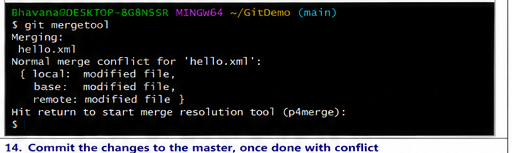 Bhavana@DESKTOP-8G8N5SR MINGW64 ~/GitDemo (main)
$ git mergetool
Merging:
 hello.xml
Normal merge conflict for 'hello.xml':
  { local:  modified file,
    base:   modified file,
    remote: modified file }
Hit return to start merge resolution tool (p4merge):
$
14. Commit the changes to the master, once done with conflict